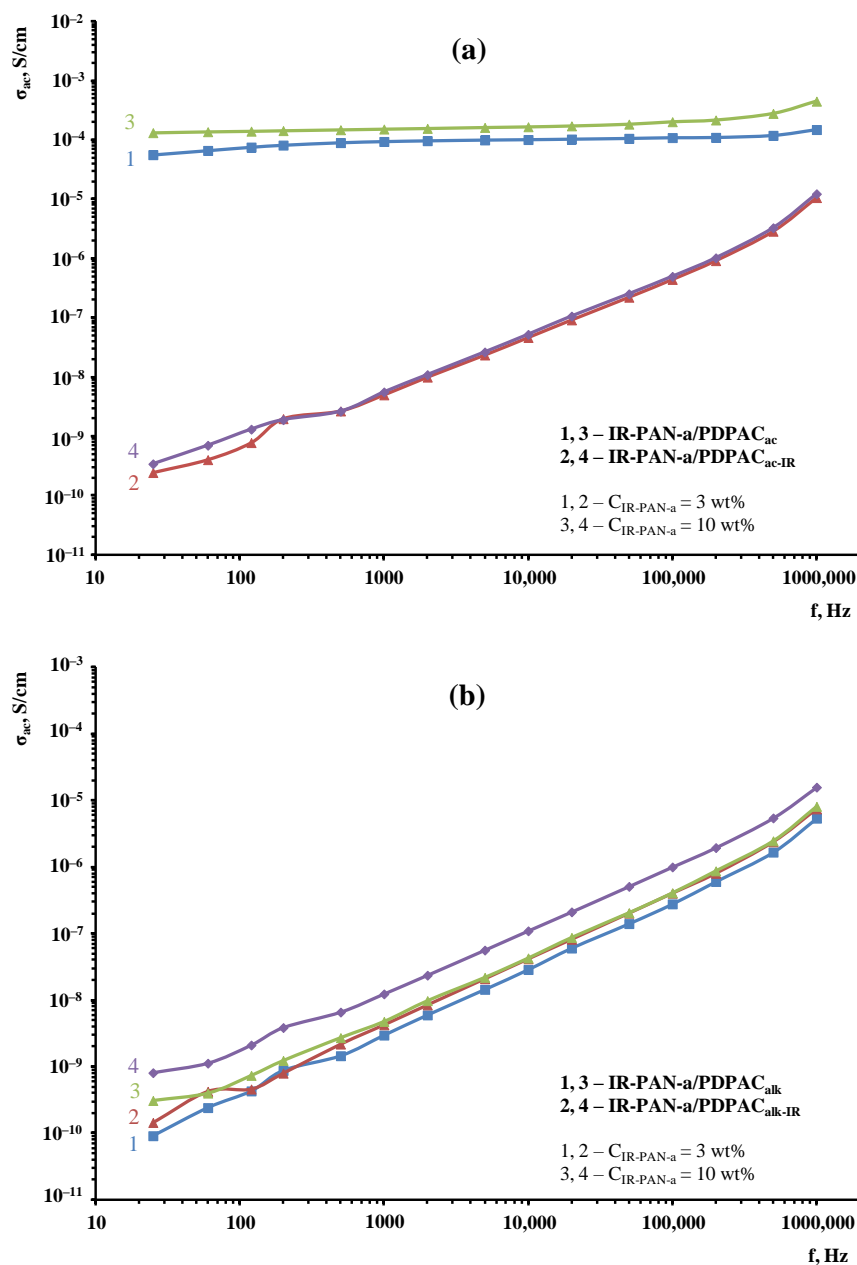 (a)
σac, S/cm
10–2
10–3
10–4
10–5
10–6
10–7
10–8
10–9
10–10
10–11
3
1
4
2
1, 3 – IR-PAN-a/PDPACac
2, 4 – IR-PAN-a/PDPACac-IR
1, 2 – CIR-PAN-a = 3 wt%
3, 4 – CIR-PAN-a = 10 wt%
10 100 1000 10,000 100,000 1000,000
f, Hz
(b)
σac, S/cm
10–3
10–4
10–5
10–6
10–7
10–8
10–9
10–10
10–11
4
3
2
1
1, 3 – IR-PAN-a/PDPACalk
2, 4 – IR-PAN-a/PDPACalk-IR
1, 2 – CIR-PAN-a = 3 wt%
3, 4 – CIR-PAN-a = 10 wt%
10 100 1000 10,000 100,000 1000,000
f, Hz